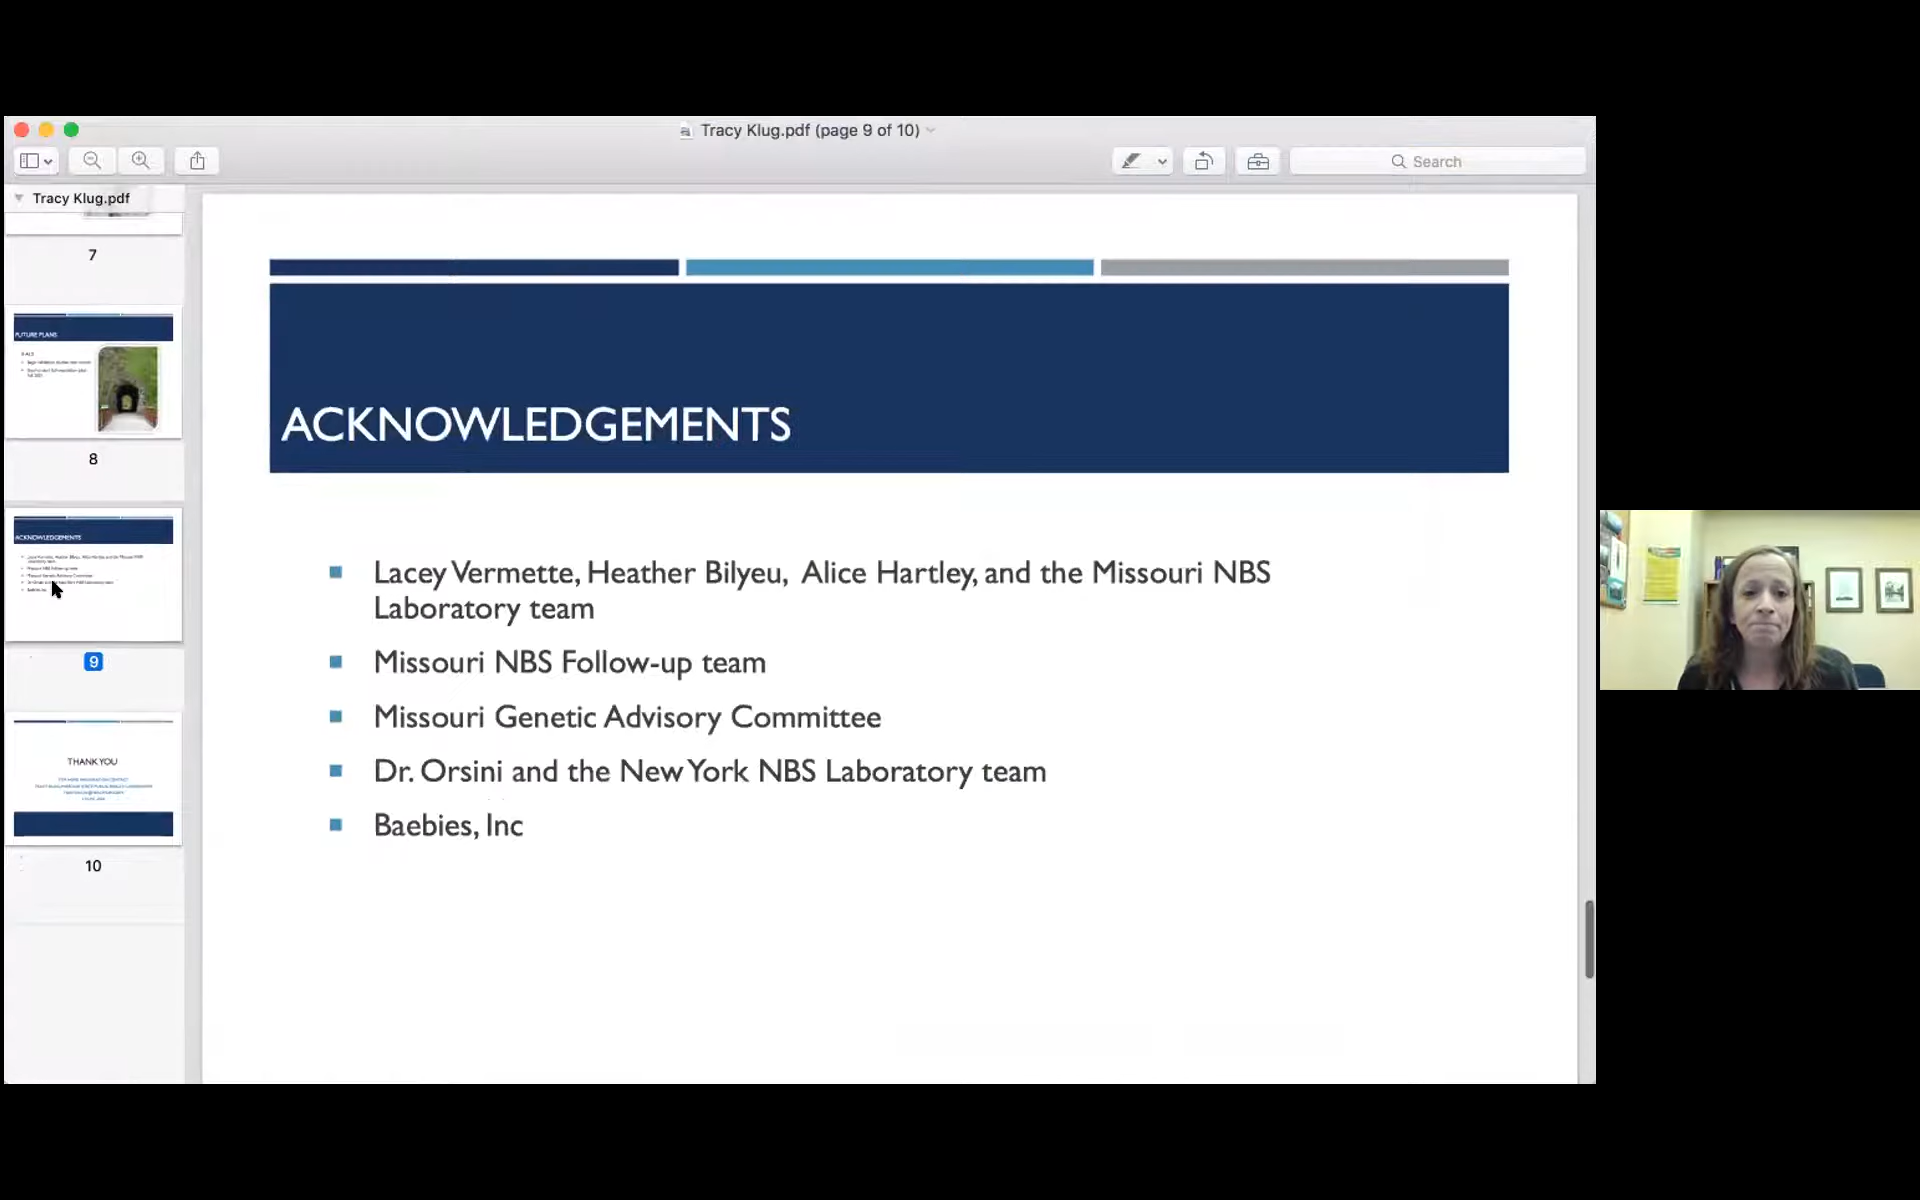 Tracy Klug.pdf (page 9 of 10)
Search
Tracy Klug.pdf
7
FUTURE PLANS
8
ACKNOWLEDGEMENTS
9
THANK YOU
10
ACKNOWLEDGEMENTS
Lacey Vermette, Heather Bilyeu, Alice Hartley, and the Missouri NBS
Laboratory team
Missouri NBS Follow-up team
Missouri Genetic Advisory Committee
Dr. Orsini and the New York NBS Laboratory team
Baebies, Inc